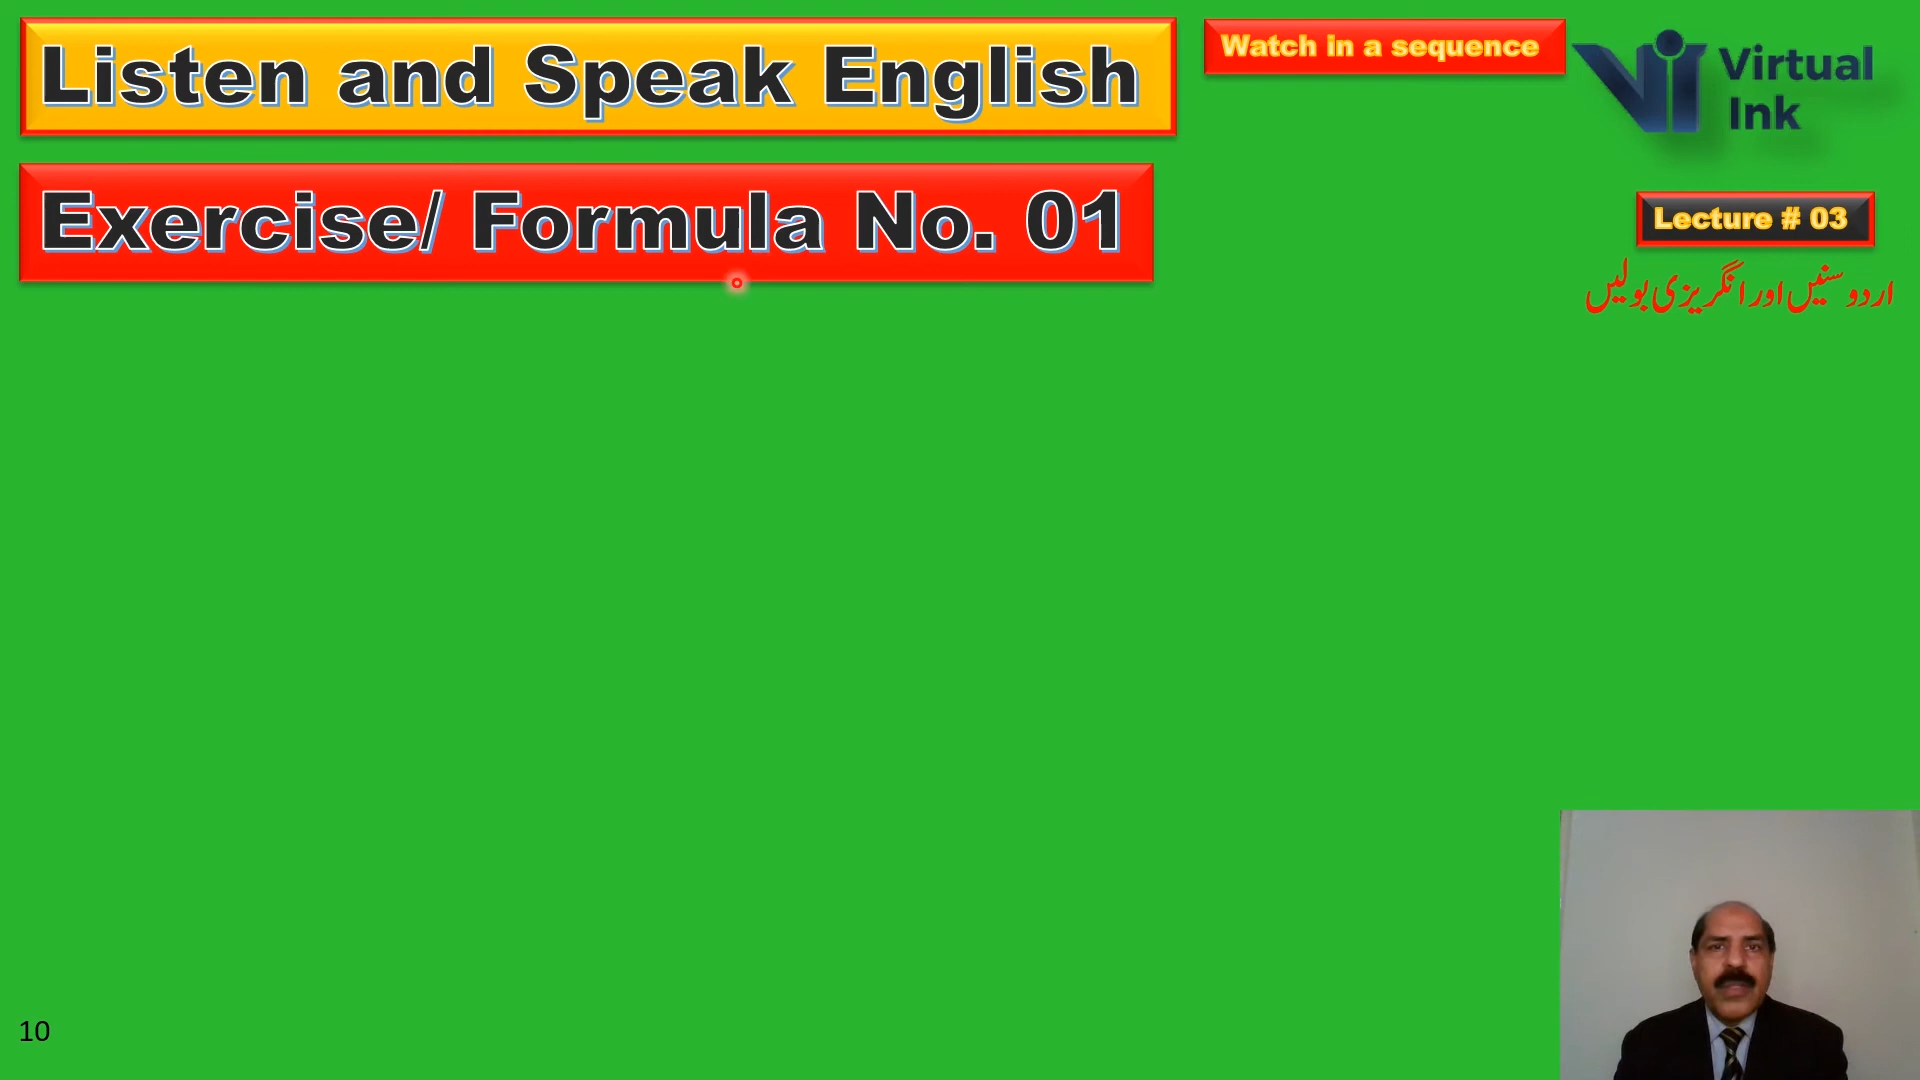 Listen and Speak English
Watch in a sequence
Virtual
Ink
Exercise/ Formula No. 01
Lecture # 03
اردو سنیں اور انگریزی بولیں
10